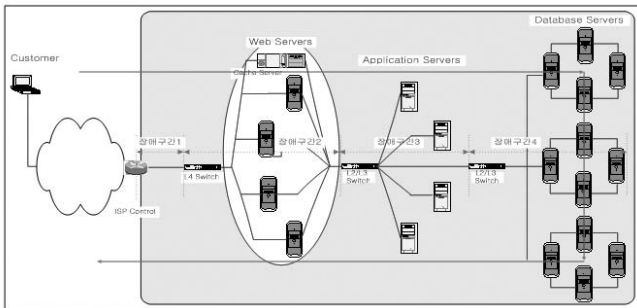 Database Servers
Customer
Web Servers
Cache Server
Application Servers
장애구간1
장애구간2
장애구간3
장애구간4
L4 Switch
L2/L3
Switch
L2/L3
Switch
ISP Control